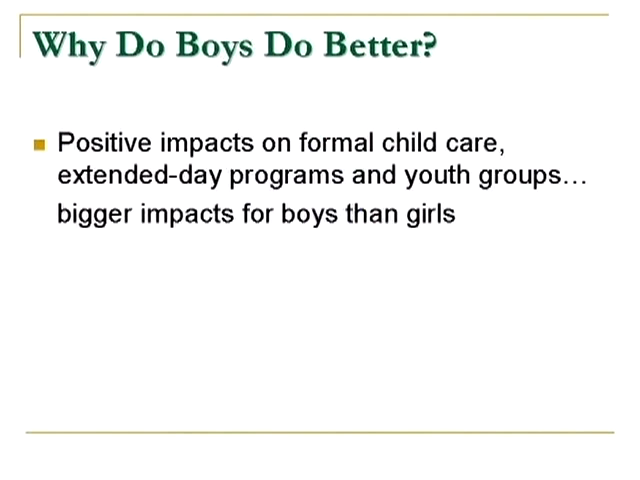 Why Do Boys Do Better?
Positive impacts on formal child care,
extended-day programs and youth groups…
bigger impacts for boys than girls